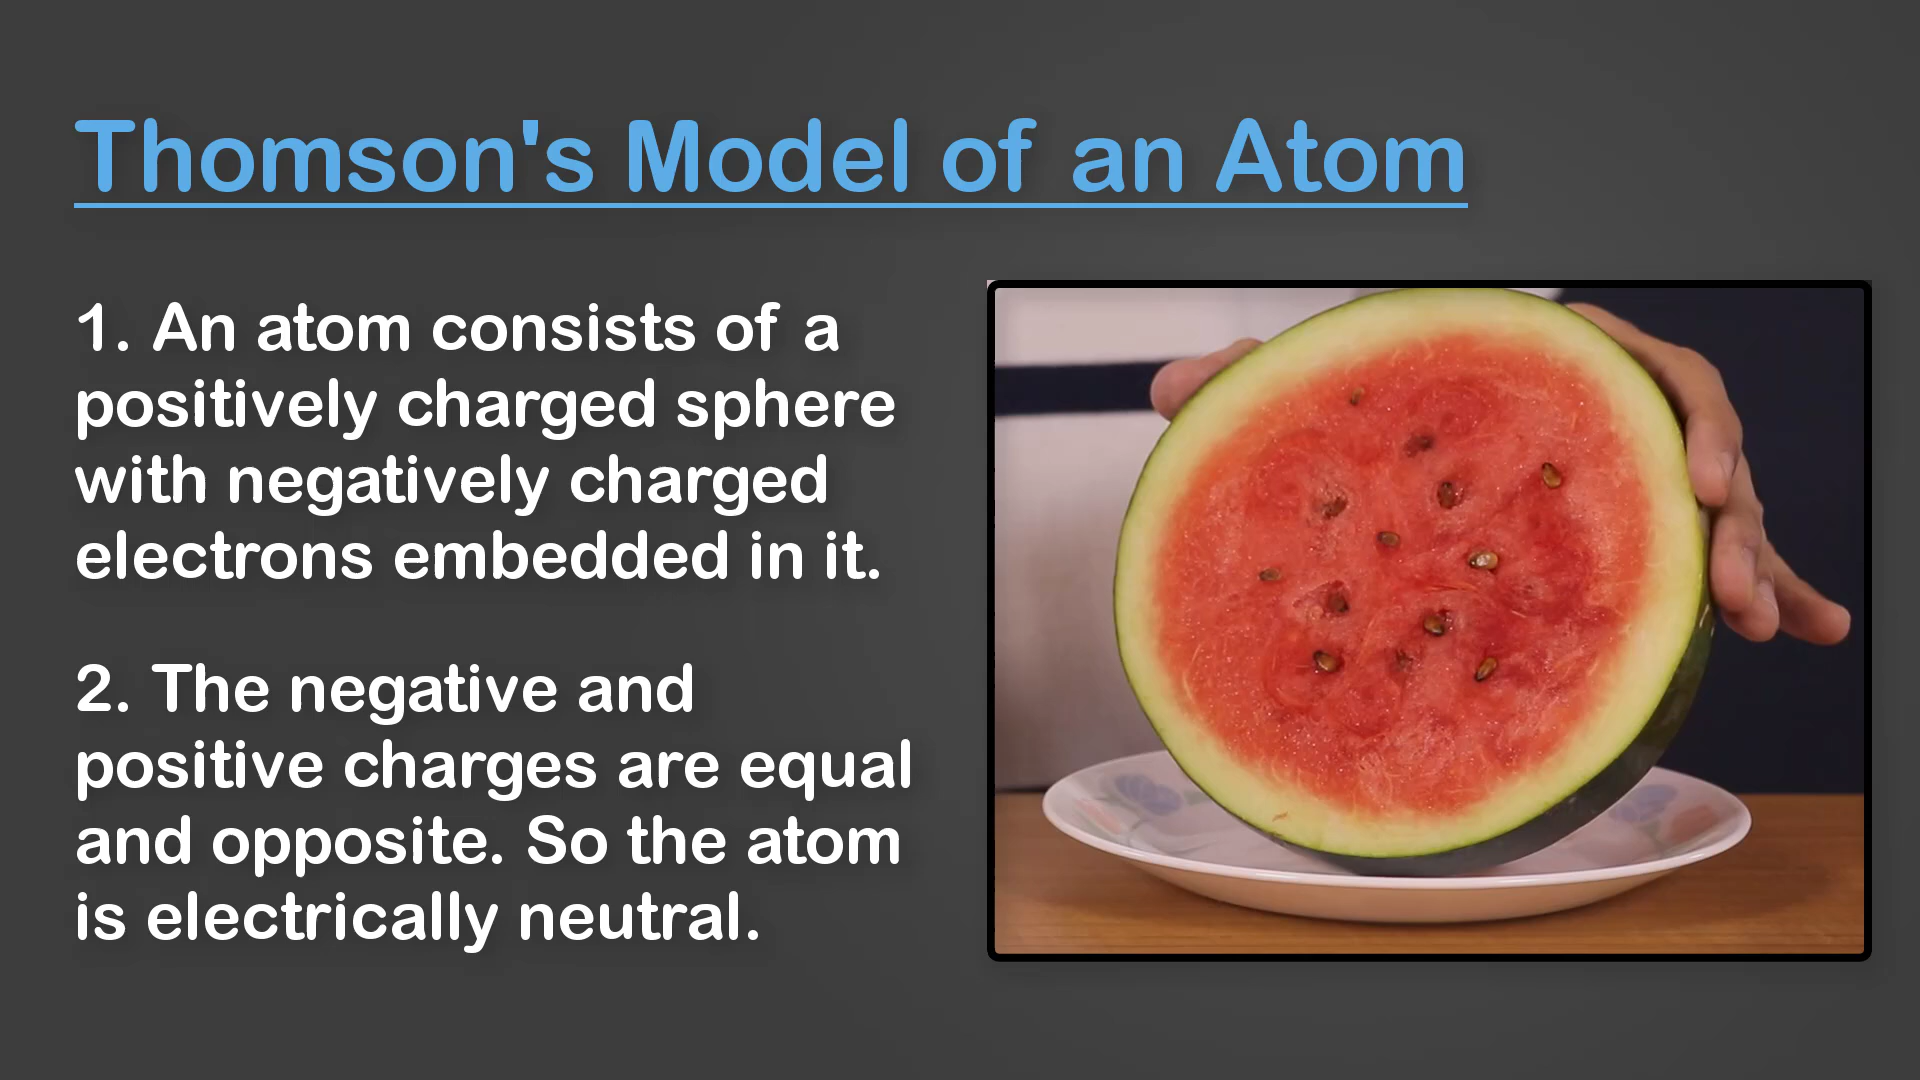 Thomson's Model of an Atom
1. An atom consists of a
positively charged sphere
with negatively charged
electrons embedded in it.
2. The negative and
positive charges are equal
and opposite. So the atom
is electrically neutral.